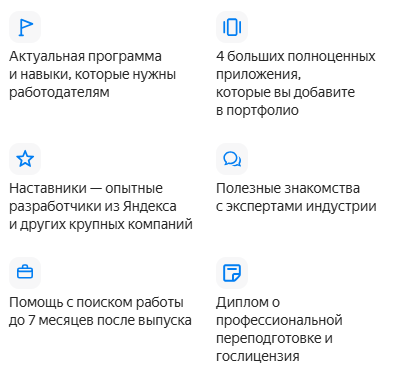 Актуальная программа
и навыки, которые нужны
работодателям
4 больших полноценных
приложения,
которые вы добавите
в портфолио
Наставники — опытные
разработчики из Яндекса
и других крупных компаний
Полезные знакомства
с экспертами индустрии
Помощь с поиском работы
до 7 месяцев после выпуска
Диплом о
профессиональной
переподготовке и
гослицензия